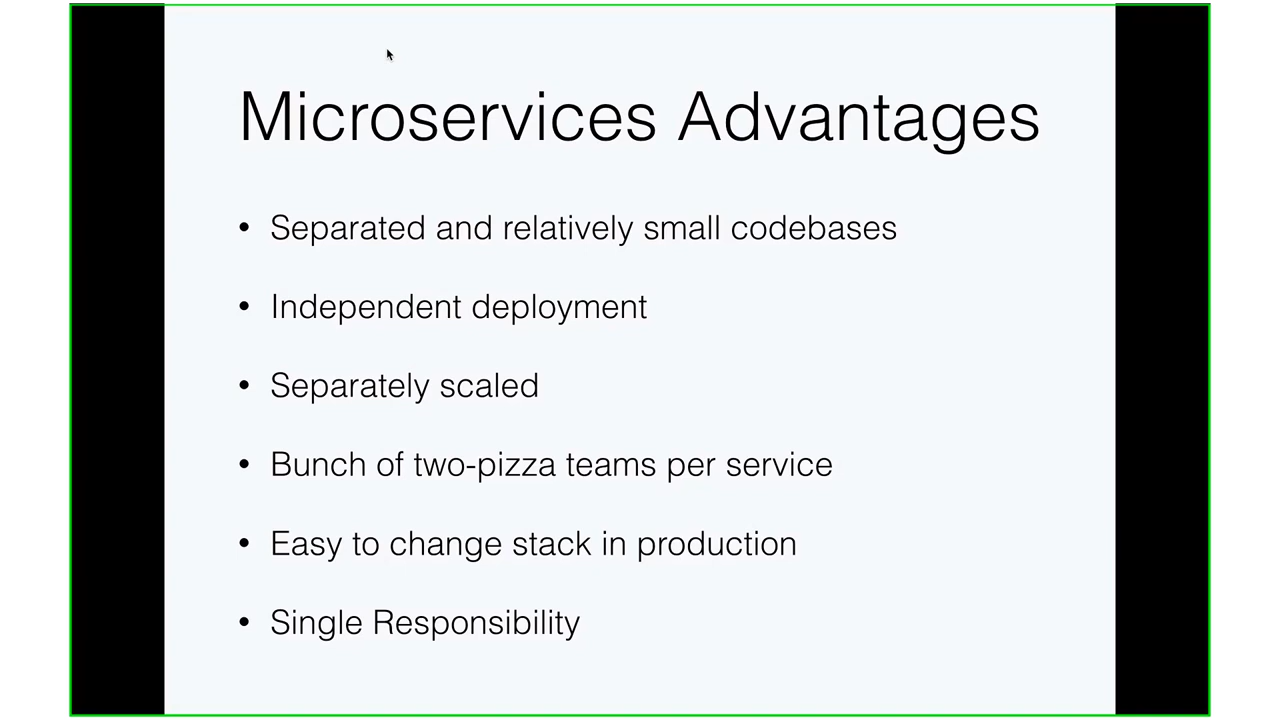 Microservices Advantages
• Separated and relatively small codebases
• Independent deployment
• Separately scaled
• Bunch of two-pizza teams per service
• Easy to change stack in production
• Single Responsibility